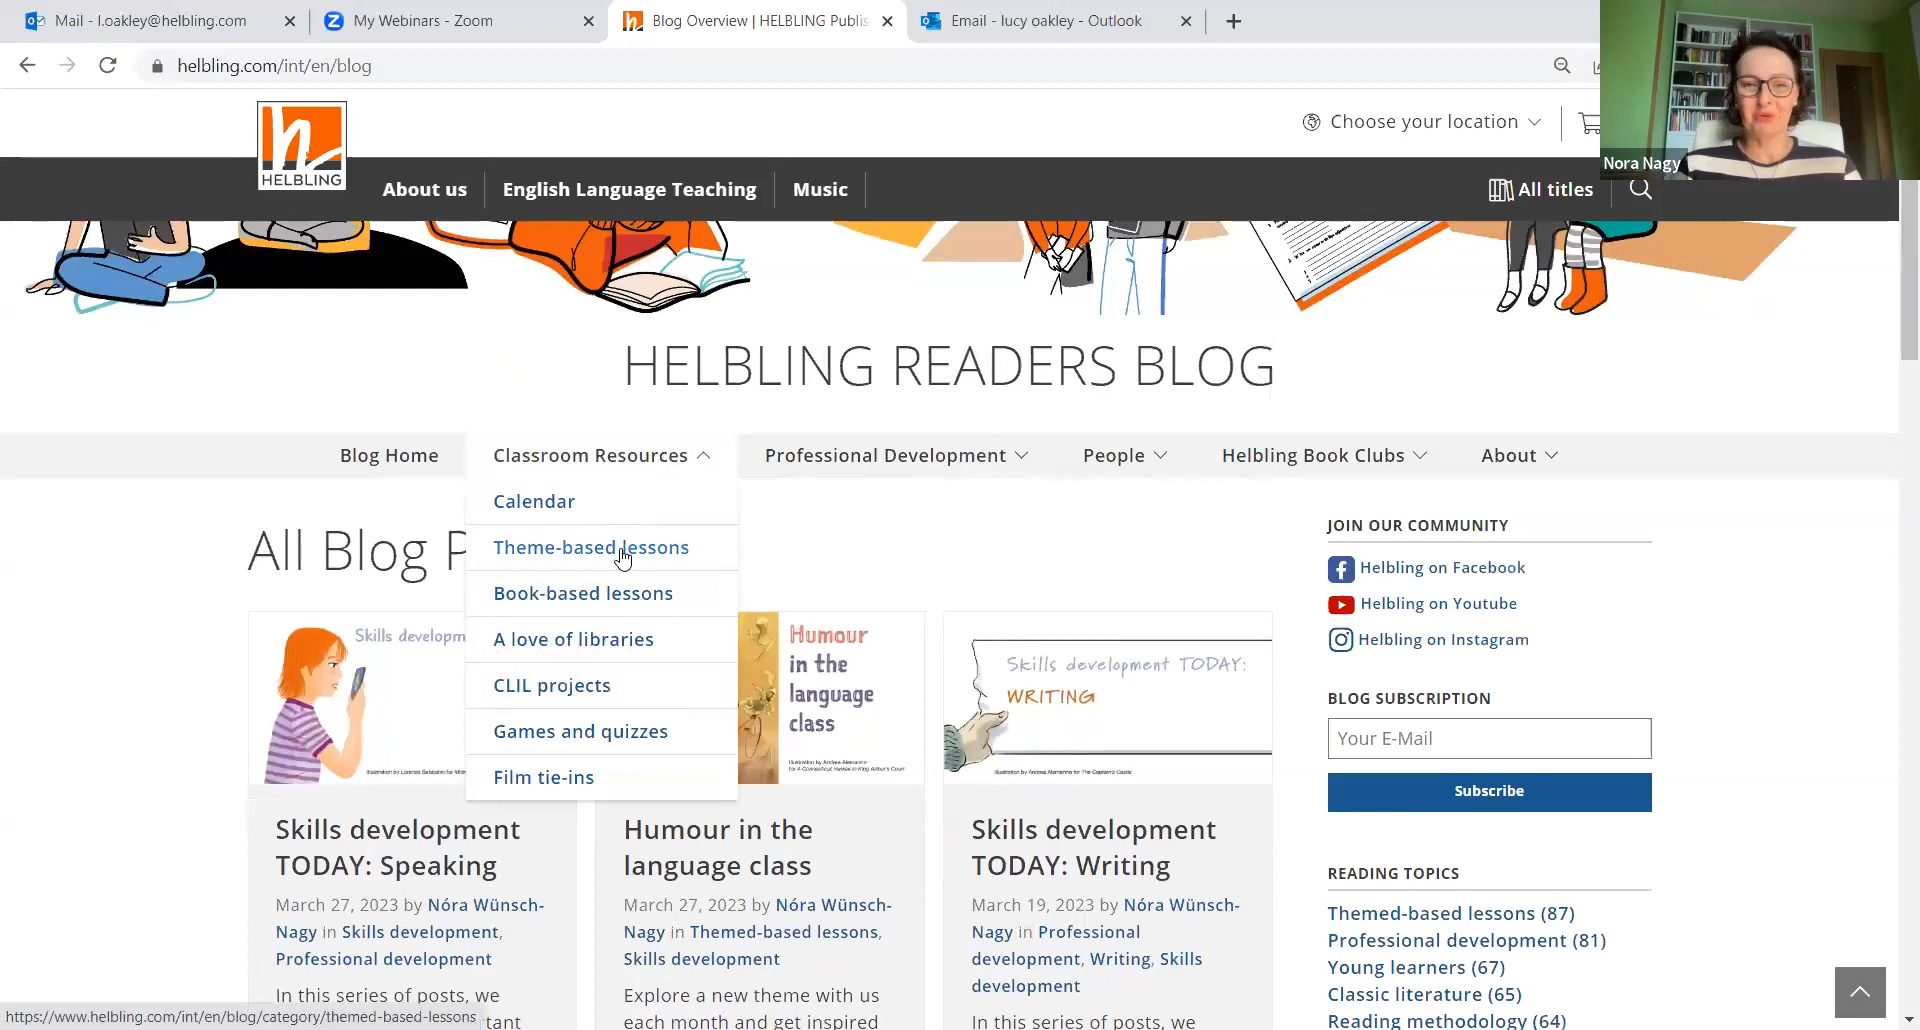 Mail - l.oakley@helbling.com
My Webinars - Zoom
Blog Overview | HELBLING Publis
Email - lucy oakley - Outlook
helbling.com/int/en/blog
HELBLING
Choose your location
Nora Nagy
About us
English Language Teaching
Music
All titles
HELBLING READERS BLOG
Blog Home
Classroom Resources
Professional Development
People
Helbling Book Clubs
About
Calendar
Theme-based lessons
Book-based lessons
A love of libraries
CLIL projects
Games and quizzes
Film tie-ins
All Blog P
Skills developm
Humour
in the
language
class
Skills development TODAY:
WRITING
Illustration by Andrea Alemanno for The Captain's Castle
Skills development
TODAY: Speaking
March 27, 2023 by Nóra Wünsch-
Nagy in Skills development,
Professional development
In this series of posts, we
tant
Humour in the
language class
March 27, 2023 by Nóra Wünsch-
Nagy in Themed-based lessons,
Skills development
Explore a new theme with us
each month and get inspired
Skills development
TODAY: Writing
March 19, 2023 by Nóra Wünsch-
Nagy in Professional
development, Writing, Skills
development
In this series of posts, we
JOIN OUR COMMUNITY
Helbling on Facebook
Helbling on Youtube
Helbling on Instagram
BLOG SUBSCRIPTION
Your E-Mail
Subscribe
READING TOPICS
Themed-based lessons (87)
Professional development (81)
Young learners (67)
Classic literature (65)
Reading methodology (64)
https://www.helbling.com/int/en/blog/category/themed-based-lessons